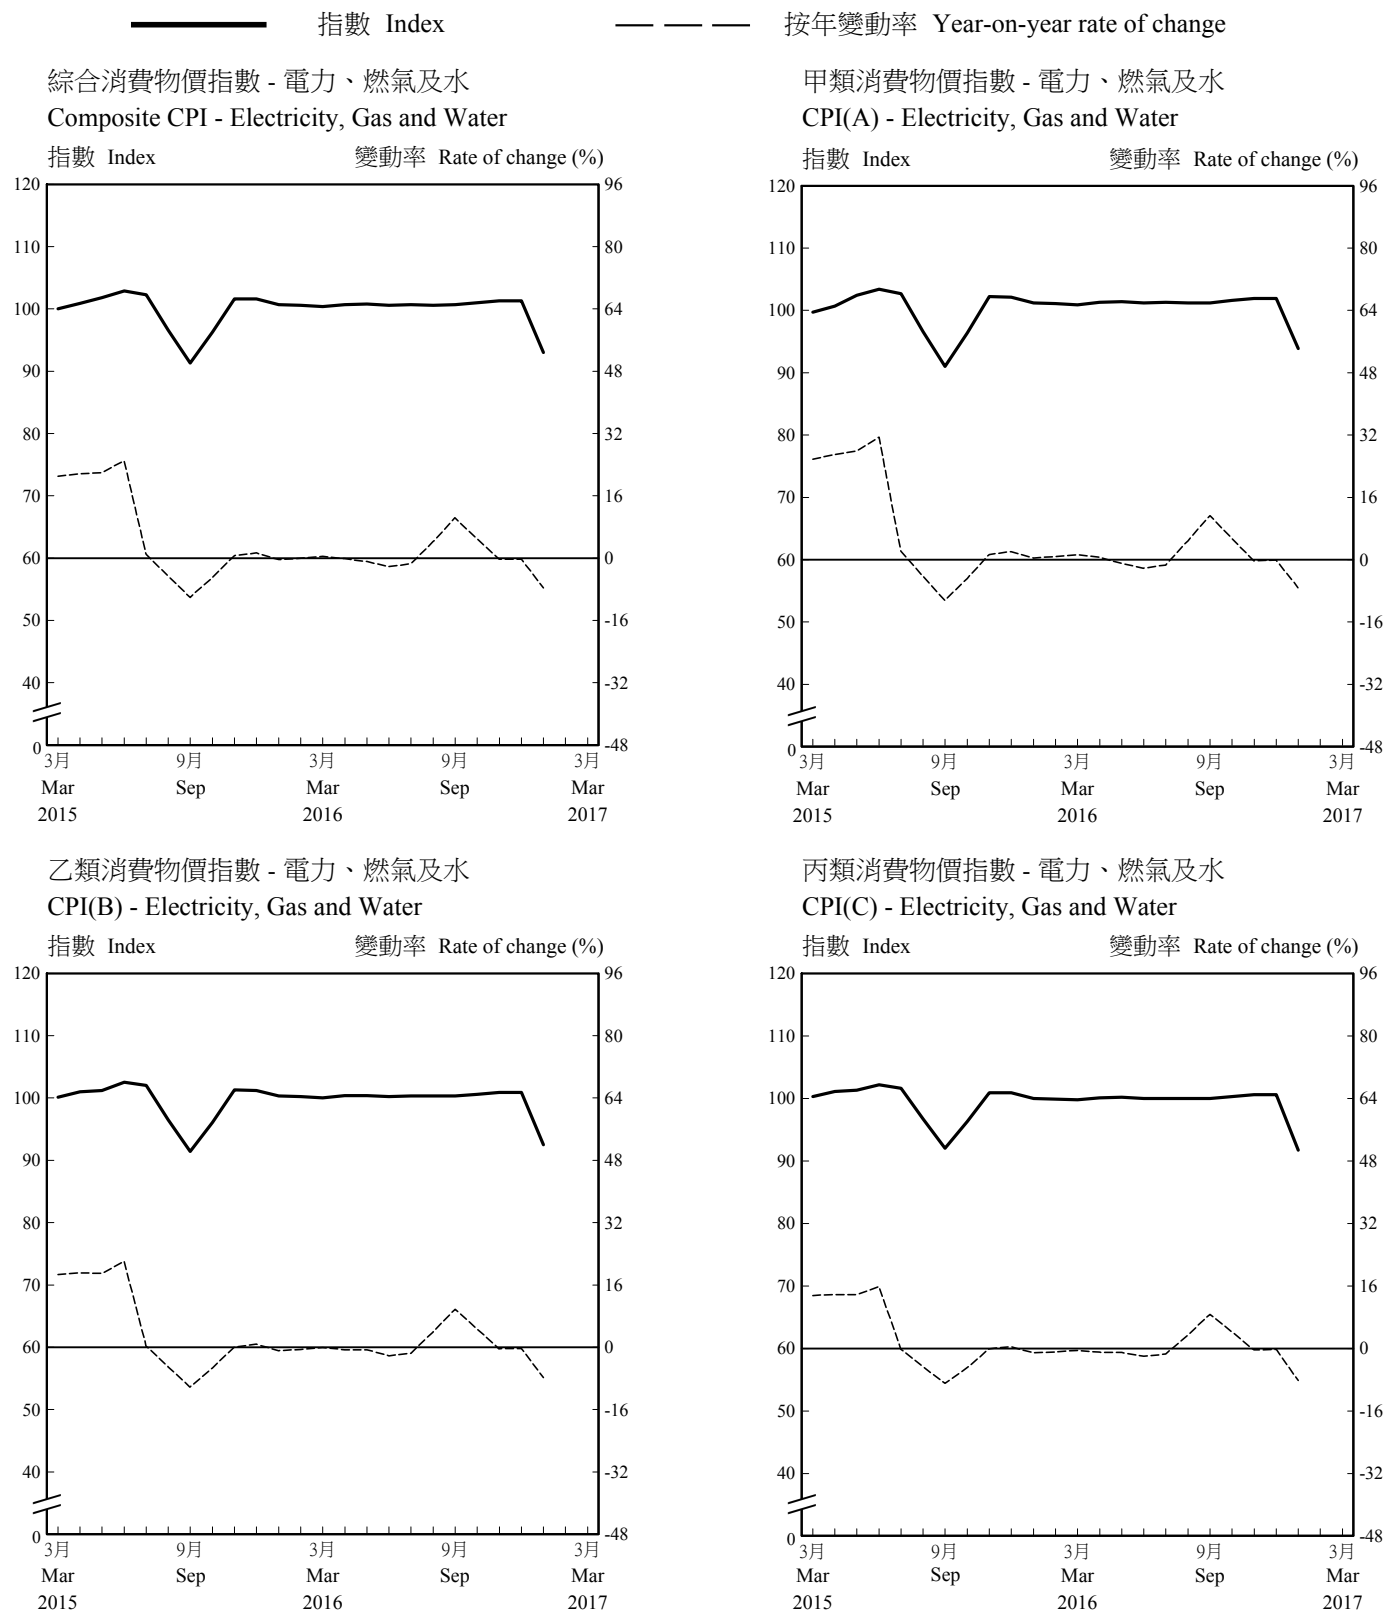 指數 Index 按年變動率 Year-on-year rate of change
綜合消費物價指數 - 電力、燃氣及水
Composite CPI - Electricity, Gas and Water
指數 Index 變動率 Rate of change (%)
120 96
110 80
100 64
90 48
80 32
70 16
60 0
50 -16
40 -32
0 -48
3月 9月 3月 9月 3月
Mar Sep Mar Sep Mar
2015 2016 2017
甲類消費物價指數 - 電力、燃氣及水
CPI(A) - Electricity, Gas and Water
指數 Index 變動率 Rate of change (%)
120 96
110 80
100 64
90 48
80 32
70 16
60 0
50 -16
40 -32
0 -48
3月 9月 3月 9月 3月
Mar Sep Mar Sep Mar
2015 2016 2017
乙類消費物價指數 - 電力、燃氣及水
CPI(B) - Electricity, Gas and Water
指數 Index 變動率 Rate of change (%)
120 96
110 80
100 64
90 48
80 32
70 16
60 0
50 -16
40 -32
0 -48
3月 9月 3月 9月 3月
Mar Sep Mar Sep Mar
2015 2016 2017
丙類消費物價指數 - 電力、燃氣及水
CPI(C) - Electricity, Gas and Water
指數 Index 變動率 Rate of change (%)
120 96
110 80
100 64
90 48
80 32
70 16
60 0
50 -16
40 -32
0 -48
3月 9月 3月 9月 3月
Mar Sep Mar Sep Mar
2015 2016 2017